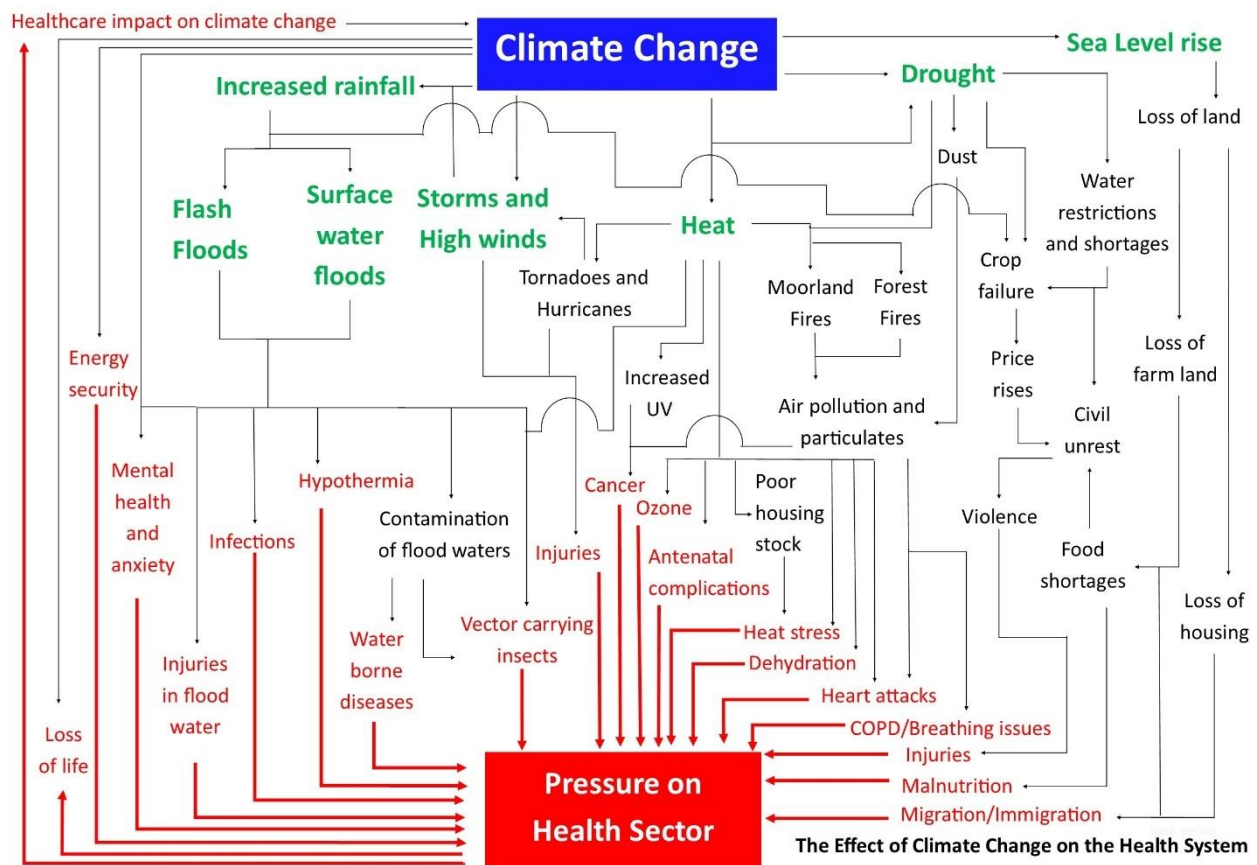 Healthcare impact on climate change
Climate Change
Sea Level rise
Increased rainfall
Drought
Loss of land
Dust
Flash
Floods
Surface
water
floods
Storms and
High winds
Heat
Water
restrictions
and shortages
Tornadoes and
Hurricanes
Moorland
Fires
Forest
Fires
Crop
failure
Energy
security
Increased
UV
Price
rises
Loss of
farm land
Air pollution and
particulates
Civil
unrest
Mental
health
and
anxiety
Infections
Hypothermia
Contamination
of flood waters
Injuries
Cancer
Ozone
Poor
housing
stock
Antenatal
complications
Violence
Food
shortages
Loss of
housing
Injuries
in flood
water
Water
borne
diseases
Vector carrying
insects
Heat stress
Dehydration
Heart attacks
COPD/Breathing issues
Loss
of life
Injuries
Malnutrition
Migration/Immigration
Pressure on
Health Sector
The Effect of Climate Change on the Health System